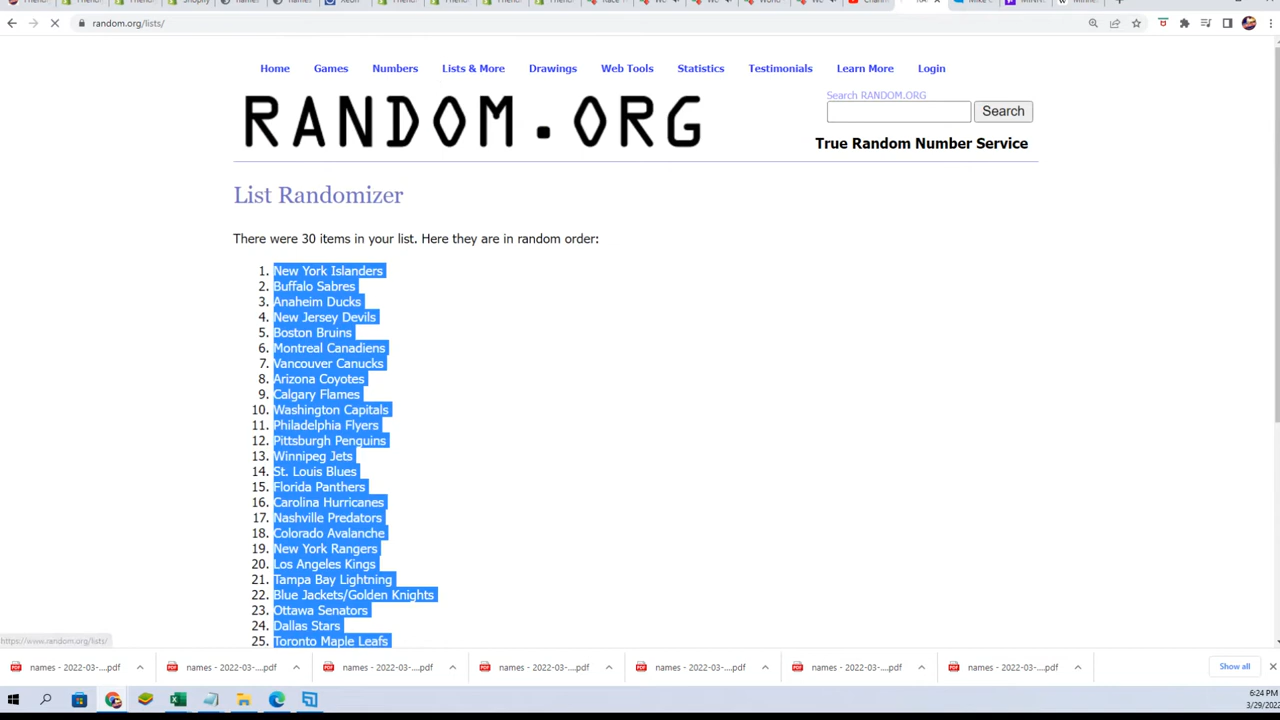 random.org/lists/
Home Games Numbers Lists & More Drawings Web Tools Statistics Testimonials Learn More Login
RANDOM.ORG
Search RANDOM.ORG
Search
True Random Number Service
List Randomizer
There were 30 items in your list. Here they are in random order:
1. New York Islanders
2. Buffalo Sabres
3. Anaheim Ducks
4. New Jersey Devils
5. Boston Bruins
6. Montreal Canadiens
7. Vancouver Canucks
8. Arizona Coyotes
9. Calgary Flames
10. Washington Capitals
11. Philadelphia Flyers
12. Pittsburgh Penguins
13. Winnipeg Jets
14. St. Louis Blues
15. Florida Panthers
16. Carolina Hurricanes
17. Nashville Predators
18. Colorado Avalanche
19. New York Rangers
20. Los Angeles Kings
21. Tampa Bay Lightning
22. Blue Jackets/Golden Knights
23. Ottawa Senators
24. Dallas Stars
25. Toronto Maple Leafs
https://www.random.org/lists/
names - 2022-03-....pdf names - 2022-03-....pdf names - 2022-03-....pdf names - 2022-03-....pdf names - 2022-03-....pdf names - 2022-03-....pdf names - 2022-03-....pdf Show all
6:24 PM
3/29/2022